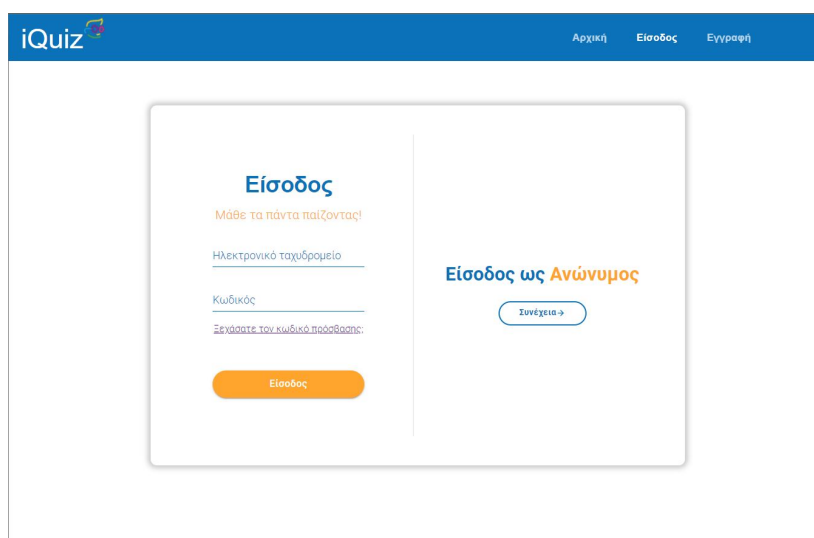 iQuiz
Αρχική Είσοδος Εγγραφή
Είσοδος
Μάθε τα πάντα παίζοντας!
Ηλεκτρονικό ταχυδρομείο
Κωδικός
Ξεχάσατε τον κωδικό πρόσβασης;
Είσοδος
Είσοδος ως Ανώνυμος
Συνέχεια→